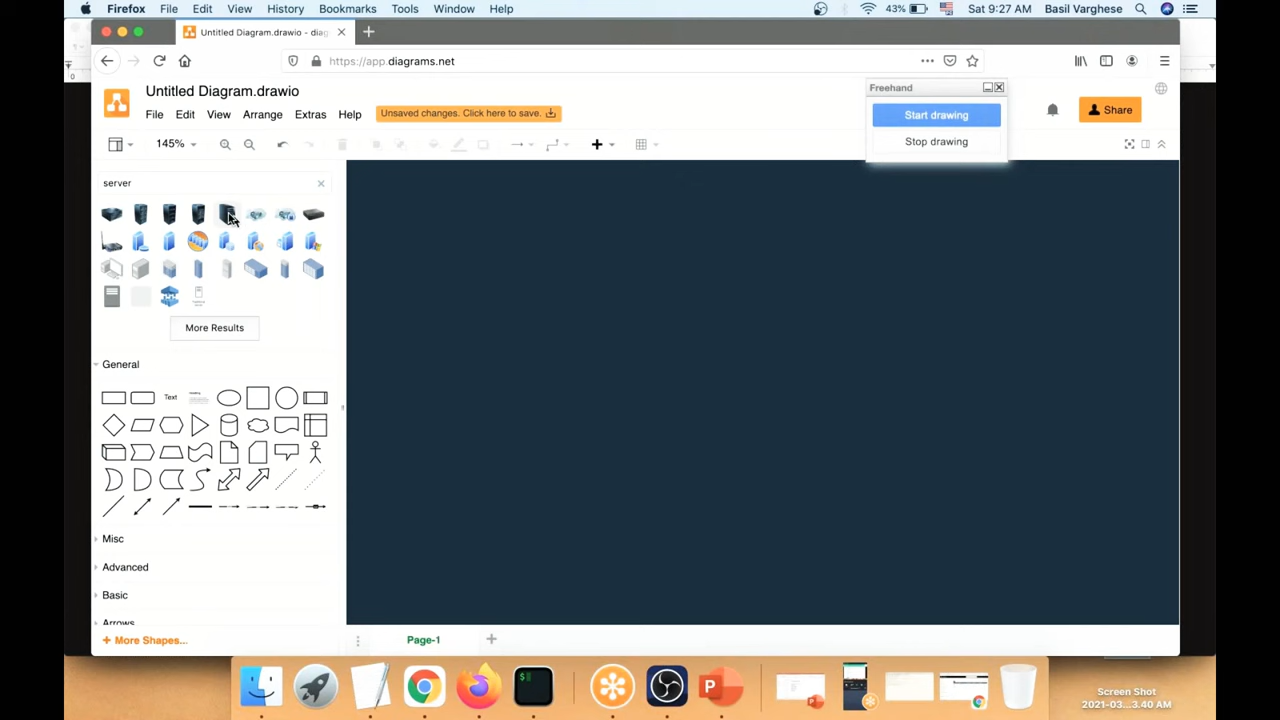 Firefox File Edit View History Bookmarks Tools Window Help 43% Sat 9:27 AM Basil Varghese
Untitled Diagram.drawio - diag
https://app.diagrams.net
Untitled Diagram.drawio
File Edit View Arrange Extras Help Unsaved changes. Click here to save. Share
Freehand
Start drawing
Stop drawing
145%
server
More Results
General
Text
Heading
Misc
Advanced
Basic
Arrows
+ More Shapes...
Page-1
Screen Shot
2021-03...3.40 AM